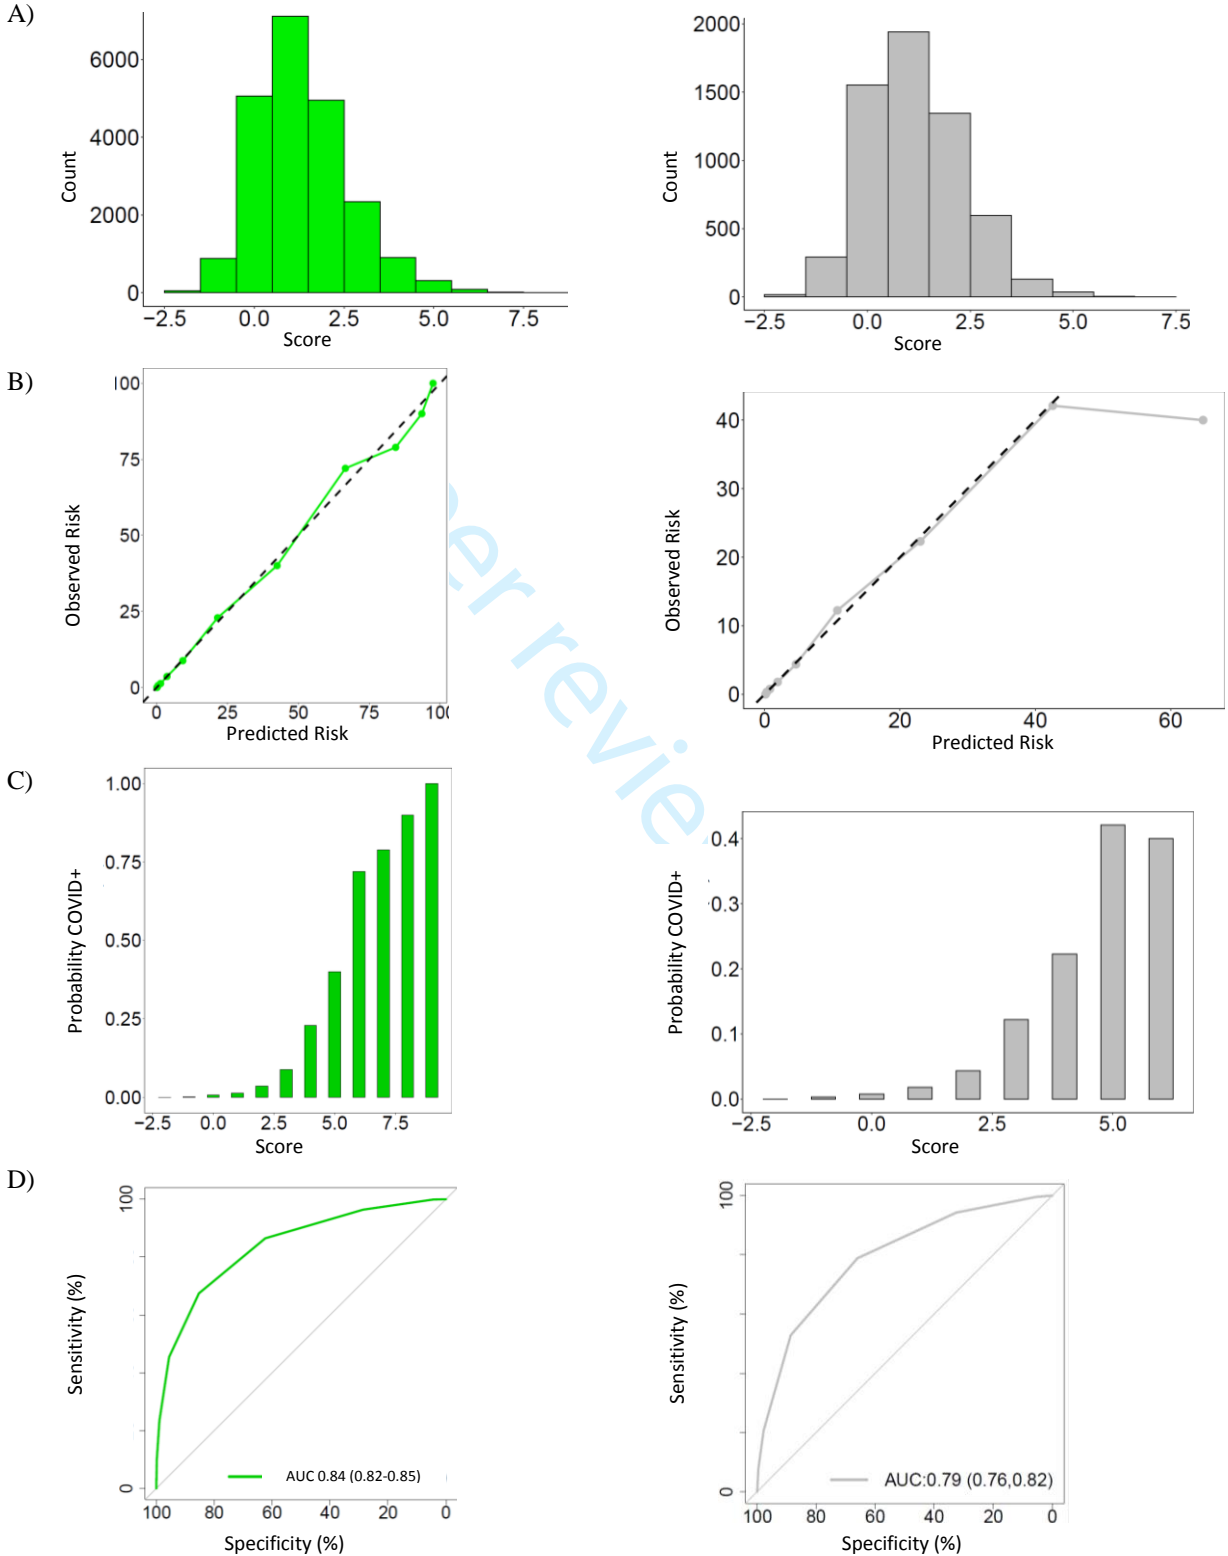 A)
6000
4000
2000
0
Count
−2.5 0.0 2.5 5.0 7.5
Score
2000
1500
1000
500
0
Count
−2.5 0.0 2.5 5.0 7.5
Score
B)
100
75
50
25
0
Observed Risk
0 25 50 75 100
Predicted Risk
40
30
20
10
0
Observed Risk
0 20 40 60
Predicted Risk
er review
C)
1.00
0.75
0.50
0.25
0.00
Probability COVID+
−2.5 0.0 2.5 5.0 7.5
Score
0.4
0.3
0.2
0.1
0.0
Probability COVID+
−2.5 0.0 2.5 5.0
Score
D)
100
0
Sensitivity (%)
AUC 0.84 (0.82-0.85)
100 80 60 40 20 0
Specificity (%)
100
0
Sensitivity (%)
AUC:0.79 (0.76,0.82)
100 80 60 40 20 0
Specificity (%)